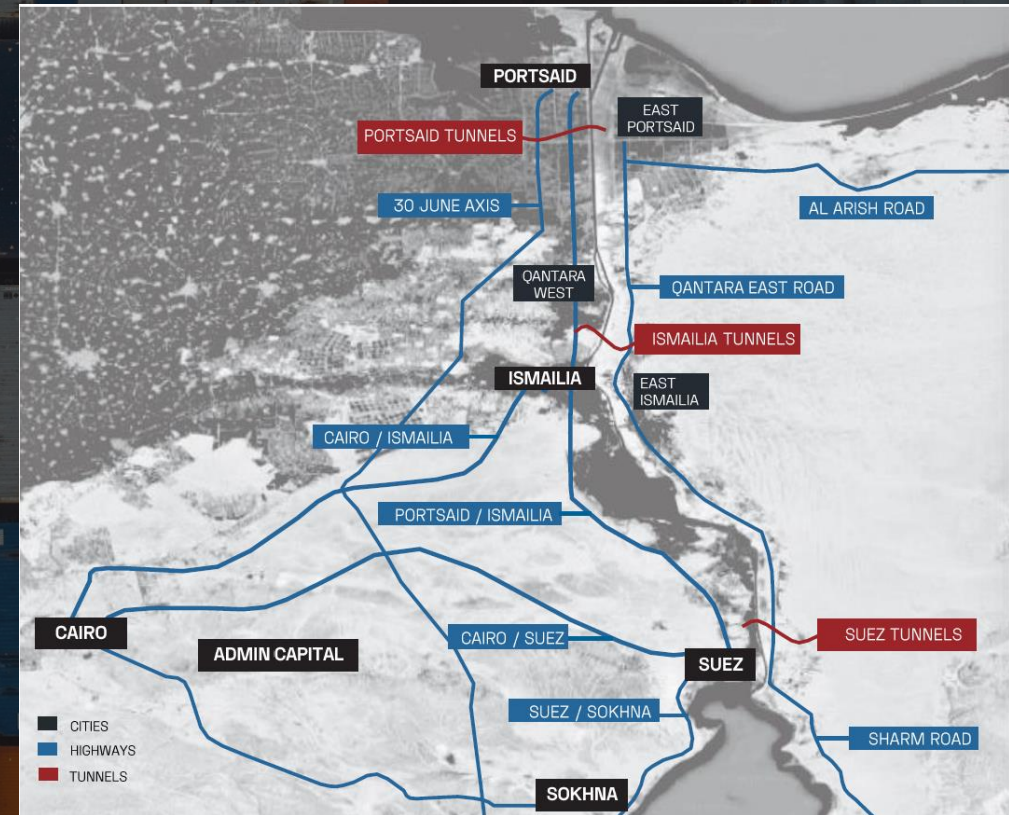 PORTSAID
EAST
PORTSAID
PORTSAID TUNNELS
30 JUNE AXIS
AL ARISH ROAD
QANTARA
WEST
QANTARA EAST ROAD
ISMAILIA TUNNELS
ISMAILIA
EAST
ISMAILIA
CAIRO / ISMAILIA
PORTSAID / ISMAILIA
CAIRO
ADMIN CAPITAL
CAIRO / SUEZ
SUEZ TUNNELS
SUEZ
SUEZ / SOKHNA
SHARM ROAD
CITIES
HIGHWAYS
TUNNELS
SOKHNA